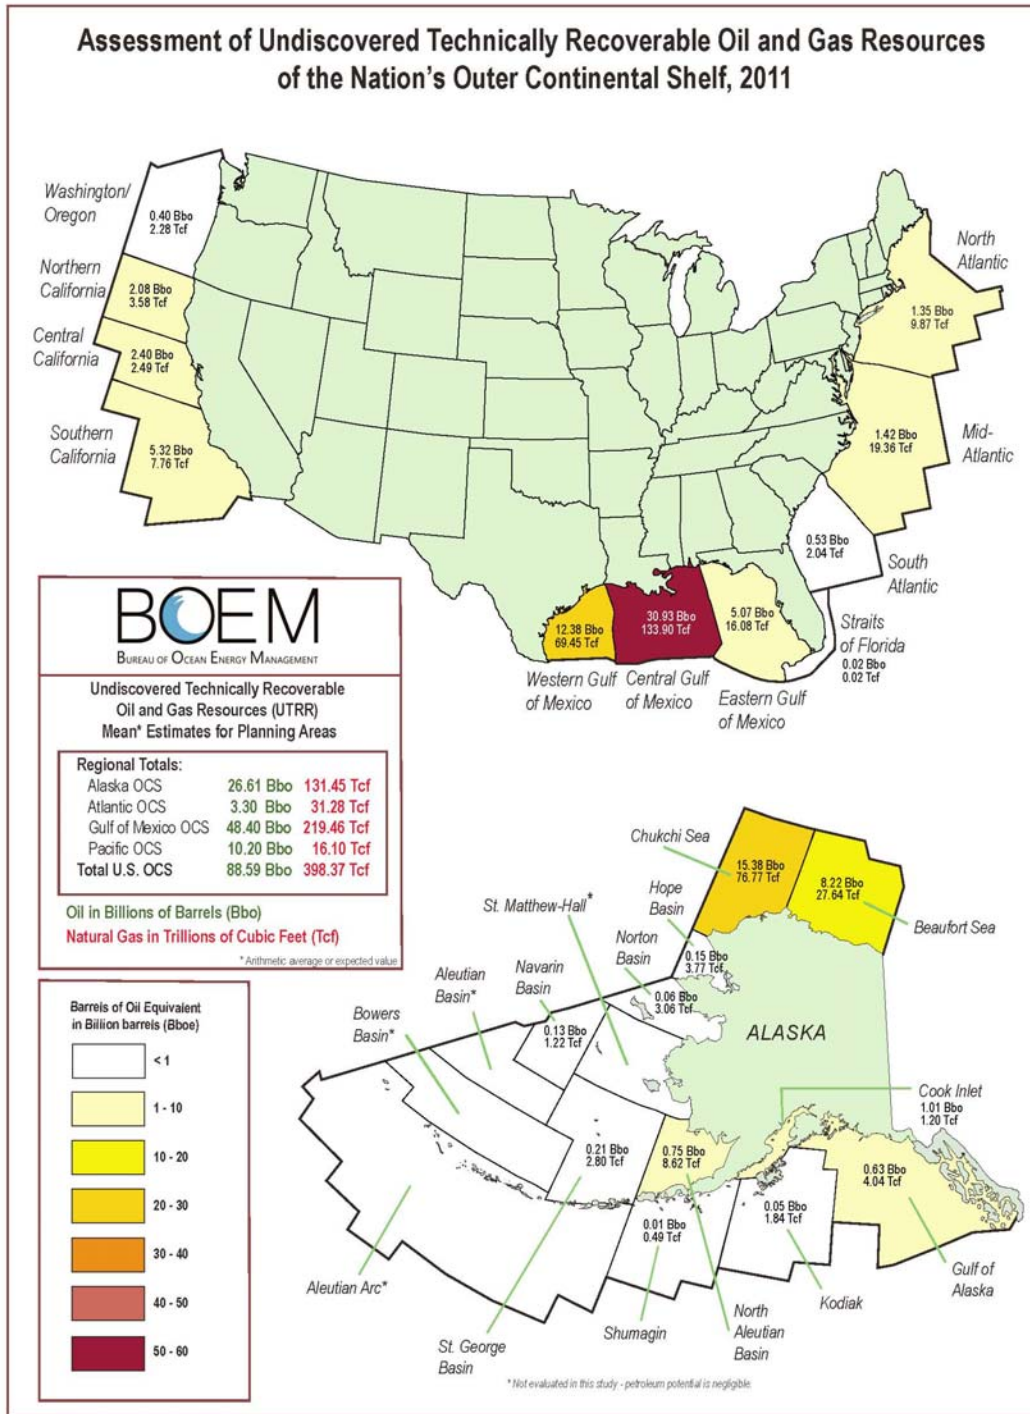 Assessment of Undiscovered Technically Recoverable Oil and Gas Resources
of the Nation's Outer Continental Shelf, 2011
Washington/
Oregon
0.40 Bbo
2.28 Tcf
Northern
California
2.08 Bbo
3.58 Tcf
Central
California
2.40 Bbo
2.49 Tcf
Southern
California
5.32 Bbo
7.76 Tcf
North
Atlantic
1.35 Bbo
9.87 Tcf
Mid-
Atlantic
1.42 Bbo
19.36 Tcf
South
Atlantic
0.53 Bbo
2.04 Tcf
Straits
of Florida
0.02 Bbo
0.02 Tcf
12.38 Bbo
69.45 Tcf
Western Gulf
of Mexico
30.93 Bbo
133.90 Tcf
Central Gulf
of Mexico
5.07 Bbo
16.08 Tcf
Eastern Gulf
of Mexico
BOEM
BUREAU OF OCEAN ENERGY MANAGEMENT
Undiscovered Technically Recoverable
Oil and Gas Resources (UTRR)
Mean* Estimates for Planning Areas
Regional Totals:
Alaska OCS 26.61 Bbo 131.45 Tcf
Atlantic OCS 3.30 Bbo 31.28 Tcf
Gulf of Mexico OCS 48.40 Bbo 219.46 Tcf
Pacific OCS 10.20 Bbo 16.10 Tcf
Total U.S. OCS 88.59 Bbo 398.37 Tcf
Oil in Billions of Barrels (Bbo)
Natural Gas in Trillions of Cubic Feet (Tcf)
* Arithmetic average or expected value
Barrels of Oil Equivalent
in Billion barrels (Bboe)
< 1
1 - 10
10 - 20
20 - 30
30 - 40
40 - 50
50 - 60
Chukchi Sea
15.38 Bbo
76.77 Tcf
8.22 Bbo
27.64 Tcf
Beaufort Sea
Hope
Basin
0.15 Bbo
3.77 Tcf
Norton
Basin
0.06 Bbo
3.06 Tcf
St. Matthew-Hall*
Navarin
Basin
0.13 Bbo
1.22 Tcf
Aleutian
Basin*
Bowers
Basin*
ALASKA
Cook Inlet
1.01 Bbo
1.20 Tcf
0.21 Bbo
2.80 Tcf
0.75 Bbo
8.62 Tcf
0.63 Bbo
4.04 Tcf
0.05 Bbo
1.84 Tcf
0.01 Bbo
0.49 Tcf
Aleutian Arc*
St. George
Basin
Shumagin
North
Aleutian
Basin
Kodiak
Gulf of
Alaska
* Not evaluated in this study - petroleum potential is negligible.